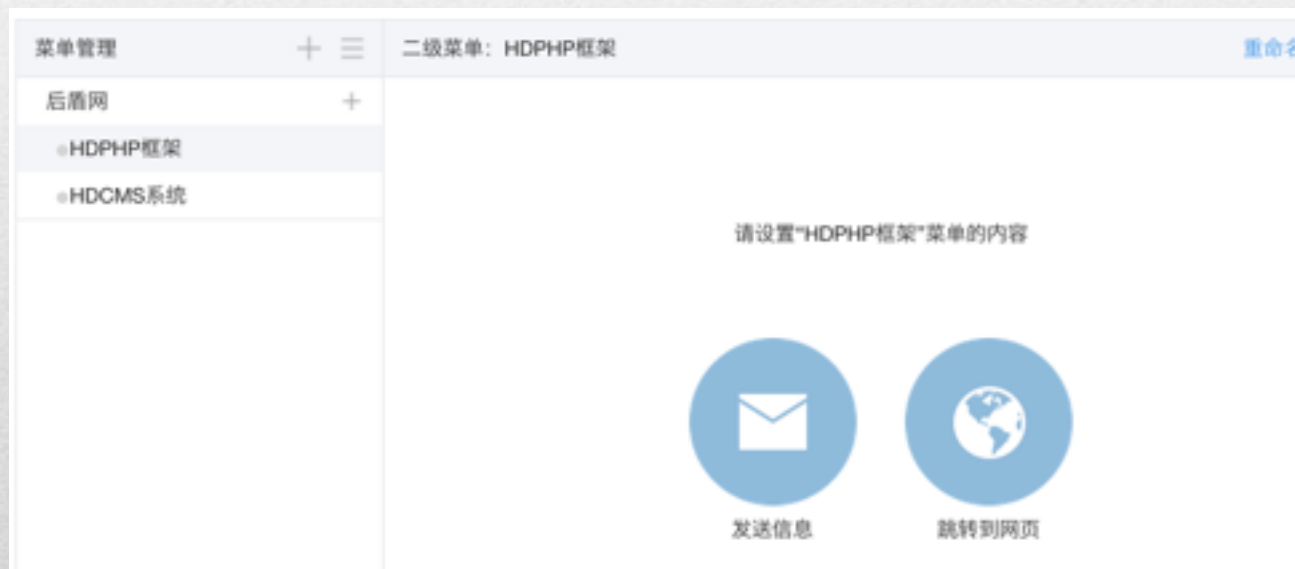 菜单管理
二级菜单：HDPHP框架
重命
后盾网
HDPHP框架
HDCMS系统
请设置“HDPHP框架”菜单的内容
发送信息
跳转到网页